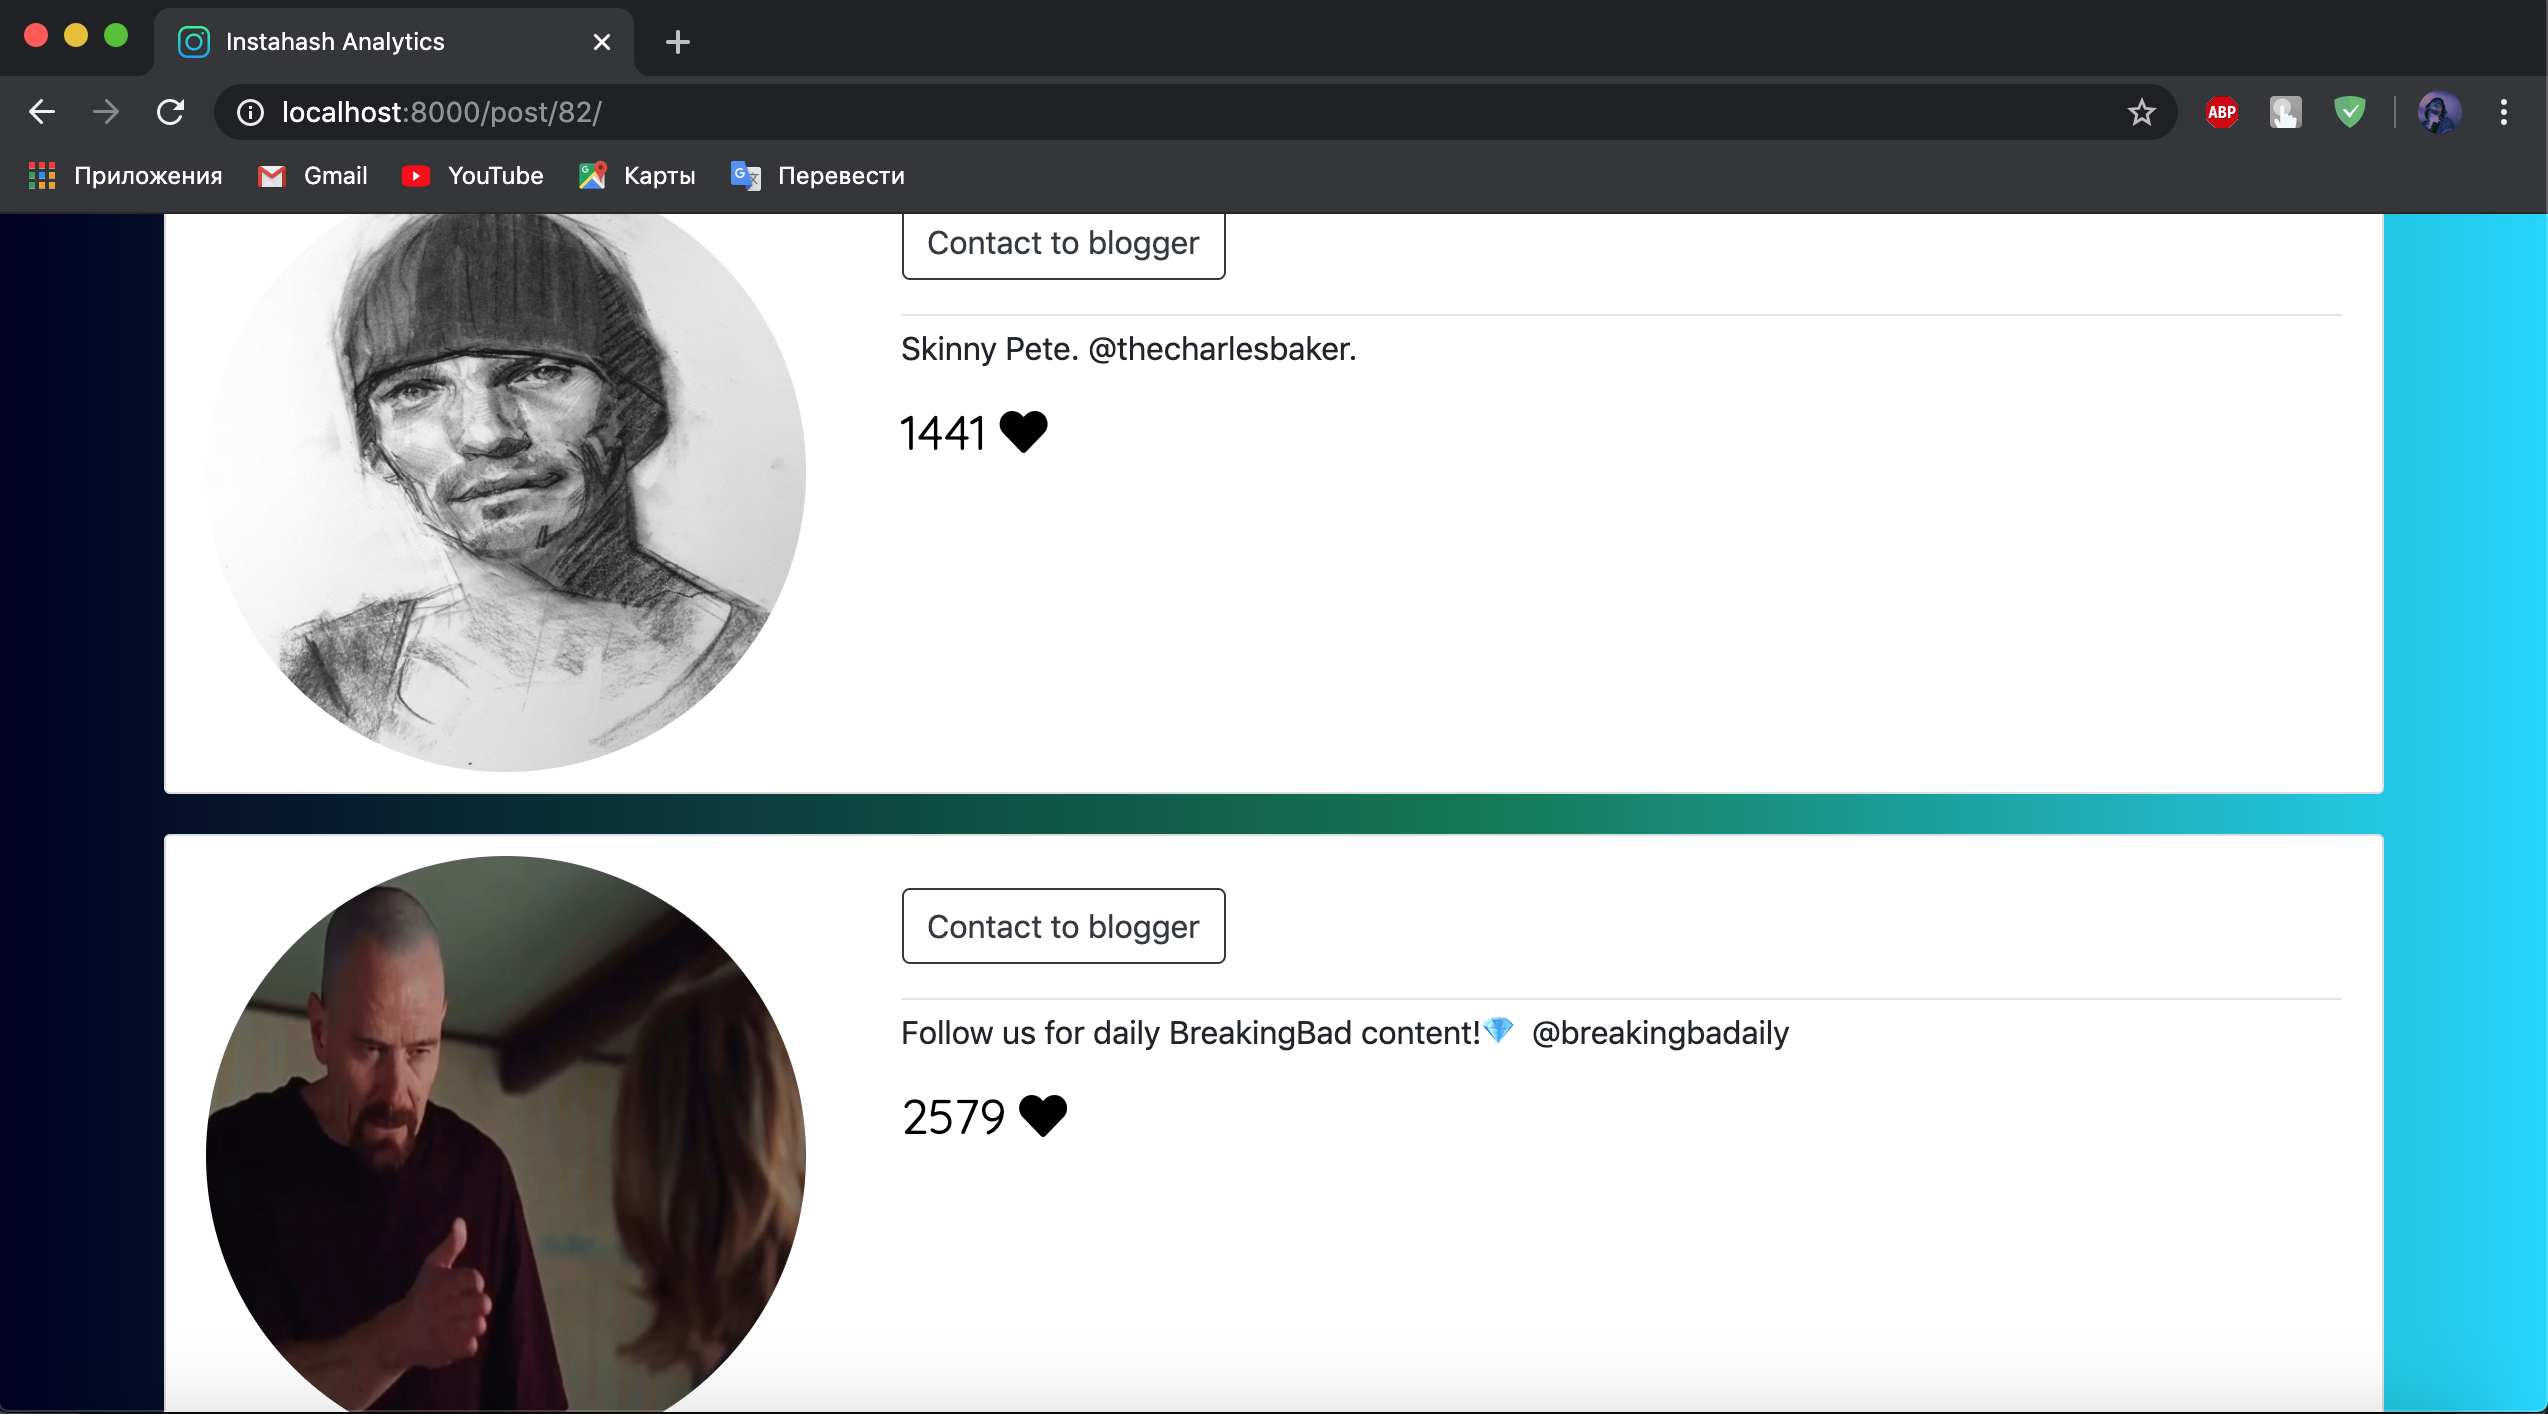 Instahash Analytics
localhost:8000/post/82/
ABP
Приложения Gmail YouTube Карты Перевести
Contact to blogger
Skinny Pete. @thecharlesbaker.
1441
Contact to blogger
Follow us for daily BreakingBad content!💎 @breakingbadaily
2579